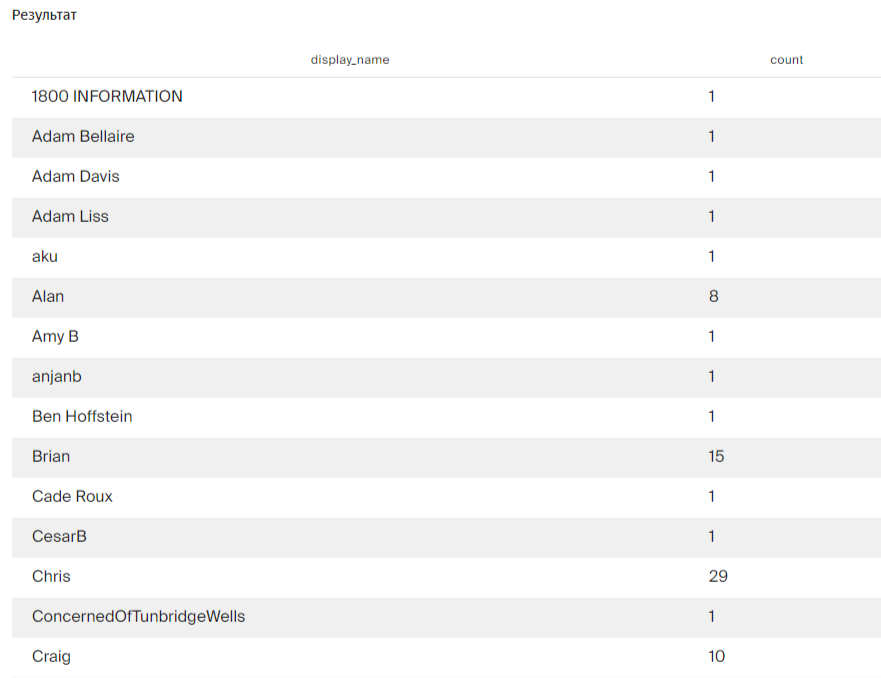 Результат
display_name count
1800 INFORMATION 1
Adam Bellaire 1
Adam Davis 1
Adam Liss 1
aku 1
Alan 8
Amy B 1
anjanb 1
Ben Hoffstein 1
Brian 15
Cade Roux 1
CesarB 1
Chris 29
ConcernedOfTunbridgeWells 1
Craig 10